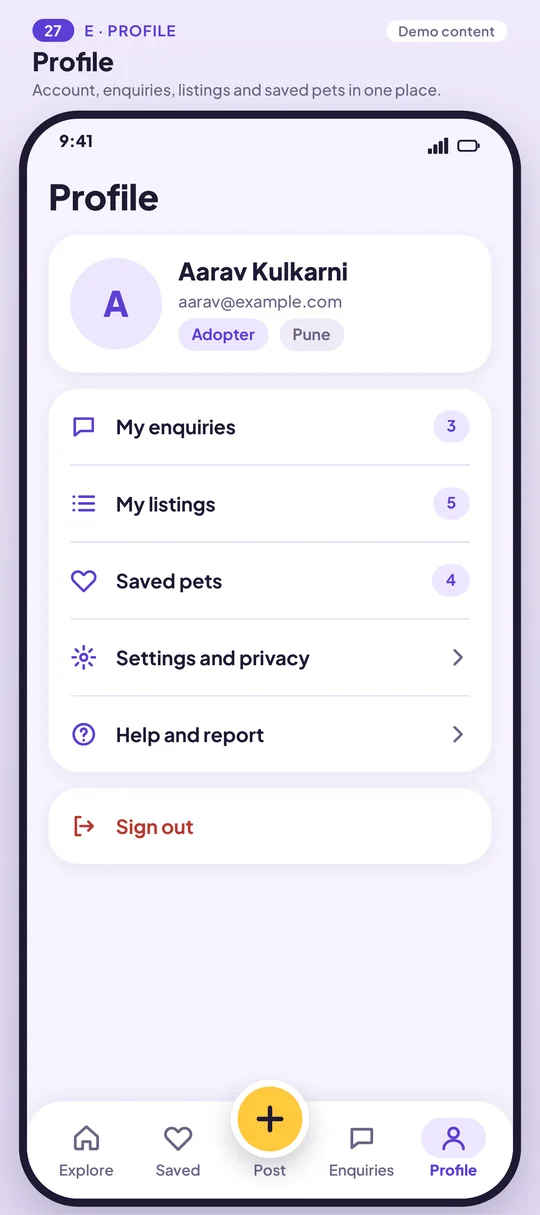 27 E · PROFILE
Demo content
Profile
Account, enquiries, listings and saved pets in one place.
9:41
Profile
A
Aarav Kulkarni
aarav@example.com
Adopter
Pune
My enquiries 3
My listings 5
Saved pets 4
Settings and privacy
Help and report
Sign out
Explore
Saved
Post
Enquiries
Profile